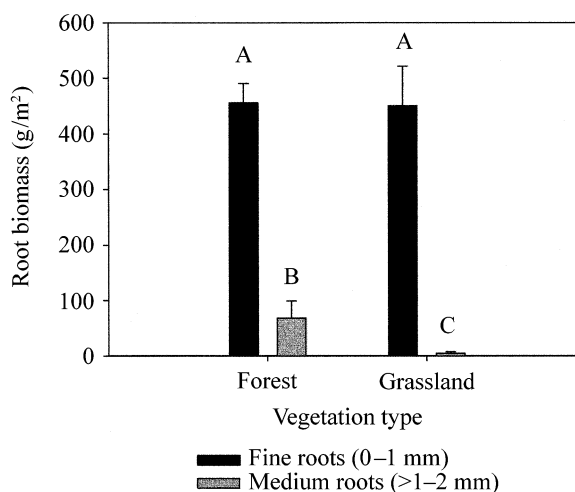 Root biomass (g/m²)
600
500
400
300
200
100
0
A
A
B
C
Forest
Grassland
Vegetation type
Fine roots (0–1 mm)
Medium roots (>1–2 mm)